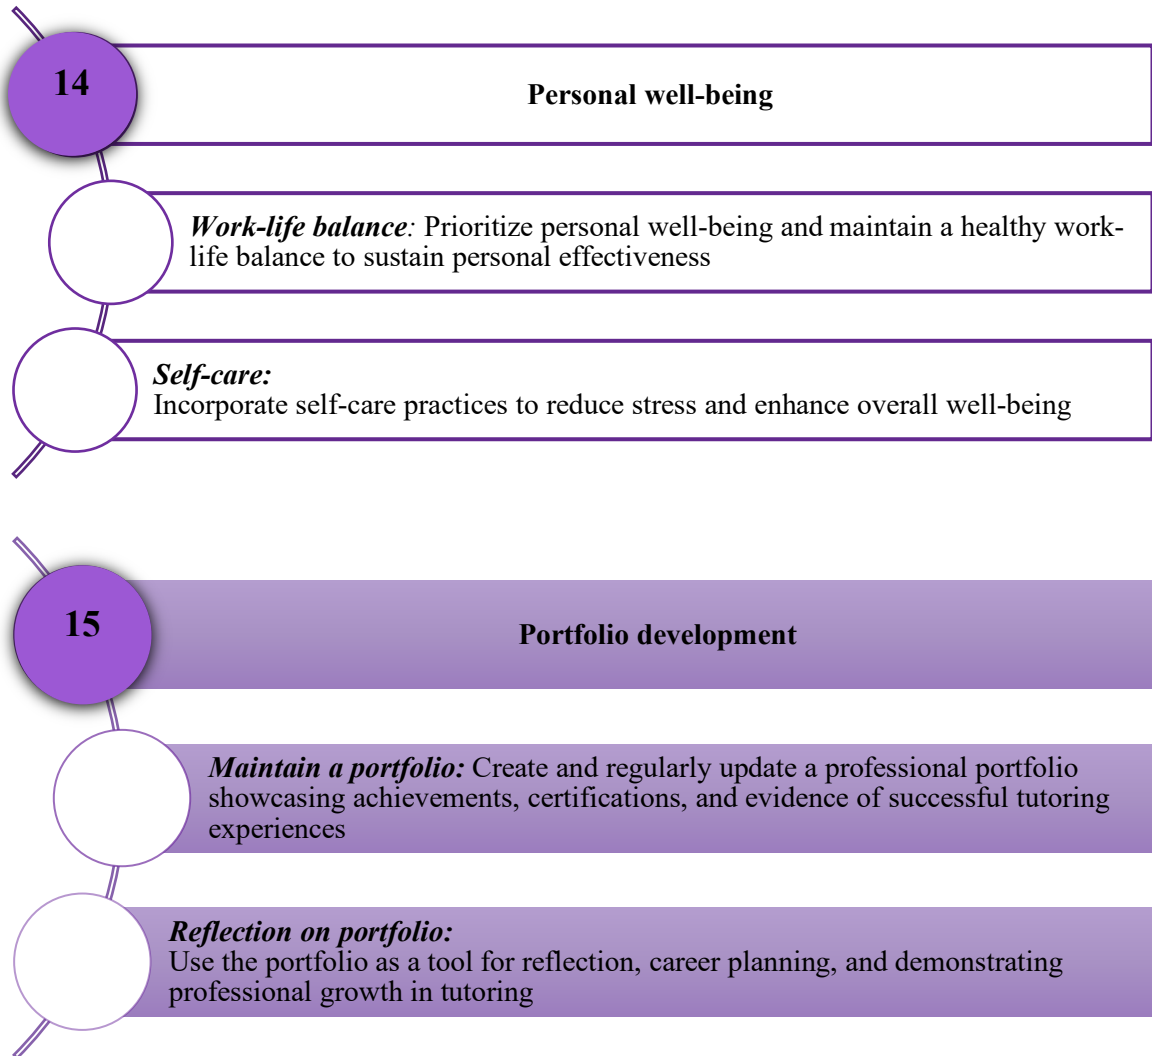 14
Personal well-being
Work-life balance: Prioritize personal well-being and maintain a healthy work-
life balance to sustain personal effectiveness
Self-care:
Incorporate self-care practices to reduce stress and enhance overall well-being
15
Portfolio development
Maintain a portfolio: Create and regularly update a professional portfolio
showcasing achievements, certifications, and evidence of successful tutoring
experiences
Reflection on portfolio:
Use the portfolio as a tool for reflection, career planning, and demonstrating
professional growth in tutoring